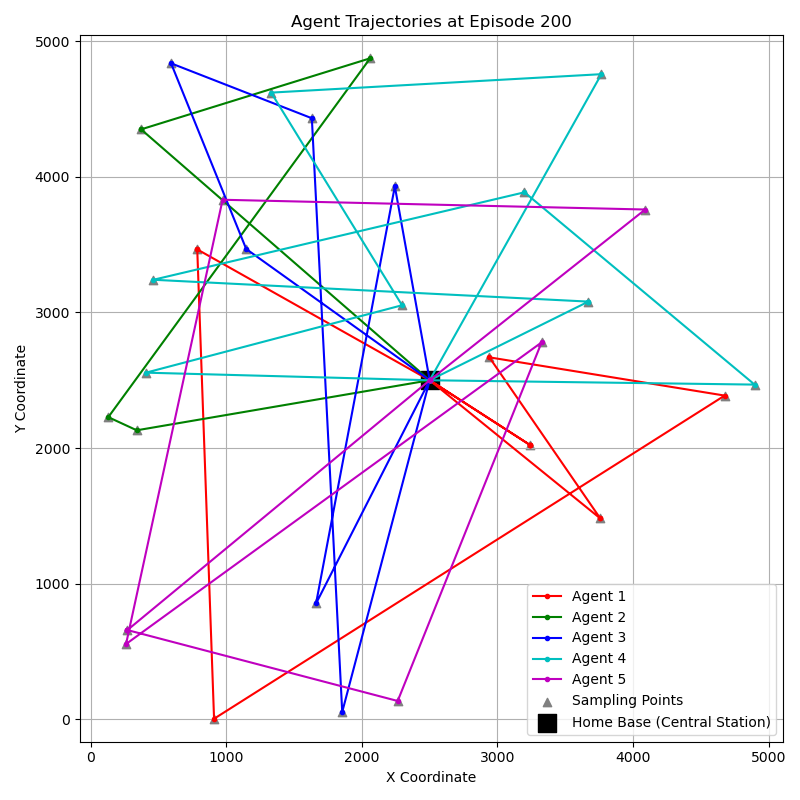 Agent Trajectories at Episode 200
5000
4000
3000
2000
1000
0
Y Coordinate
0 1000 2000 3000 4000 5000
X Coordinate
Agent 1
Agent 2
Agent 3
Agent 4
Agent 5
Sampling Points
Home Base (Central Station)